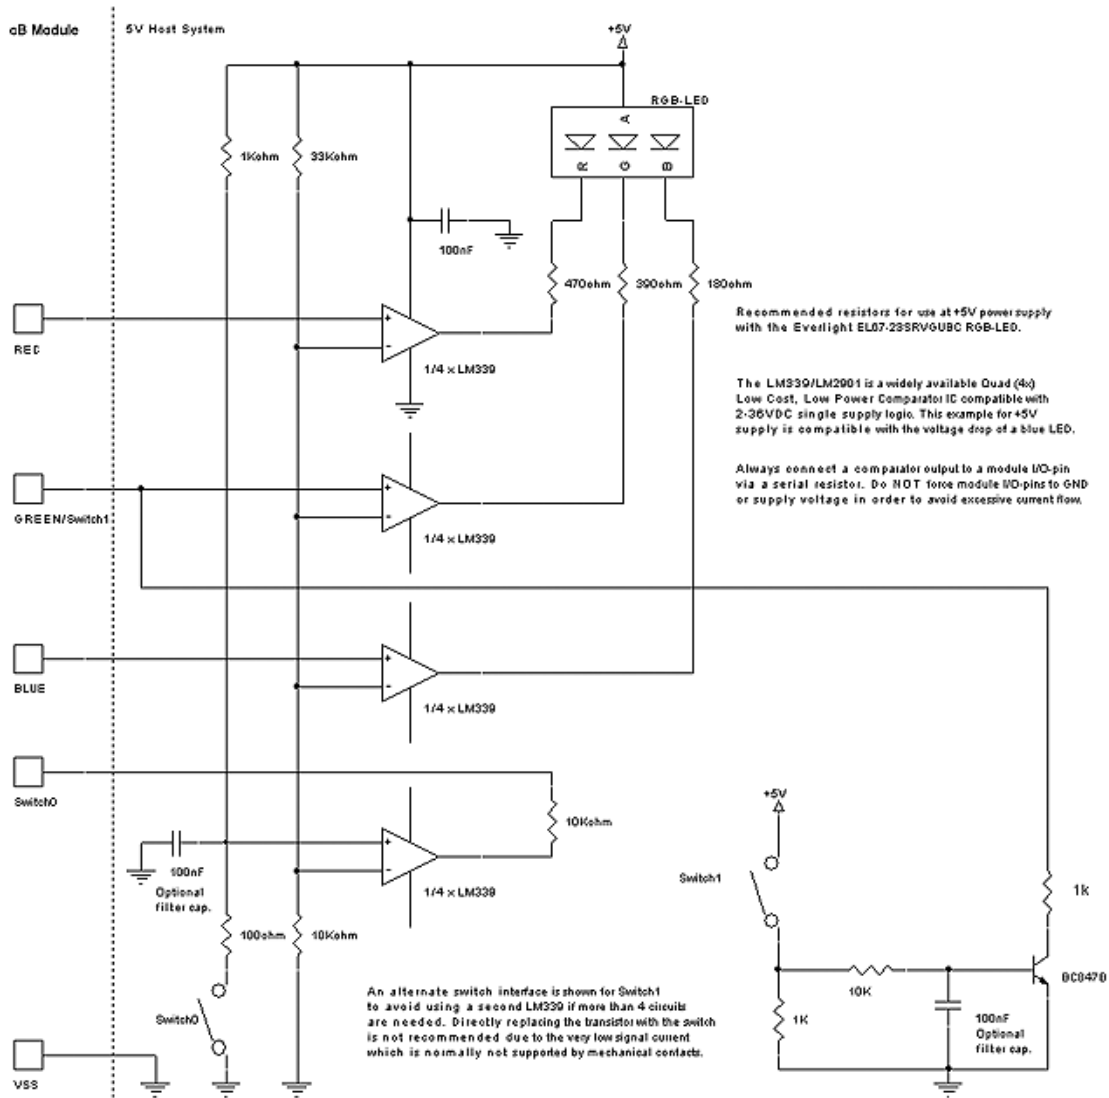 cB Module
5V Host System
+5V
RGB-LED
A
R
G
B
1Kohm
33Kohm
100nF
470ohm
390ohm
180ohm
RED
1/4 x LM339
Recommended resistors for use at +5V power supply
with the Everlight EL67-23SRVGUBC RGB-LED.
The LM339/LM2901 is a widely available Quad (4x)
Low Cost, Low Power Comparator IC compatible with
2-36VDC single supply logic. This example for +5V
supply is compatible with the voltage drop of a blue LED.
Always connect a comparator output to a module I/O-pin
via a serial resistor. Do NOT force module I/O-pins to GND
or supply voltage in order to avoid excessive current flow.
GREEN/Switch1
1/4 x LM339
BLUE
1/4 x LM339
Switch0
10Kohm
+5V
100nF
Optional
filter cap.
1/4 x LM339
Switch1
1k
100ohm
10Kohm
BC847B
10K
1K
100nF
Optional
filter cap.
An alternate switch interface is shown for Switch1
to avoid using a second LM339 if more than 4 circuits
are needed. Directly replacing the transistor with the switch
is not recommended due to the very low signal current
which is normally not supported by mechanical contacts.
Switch0
VSS
+
-
+
-
+
-
+
-